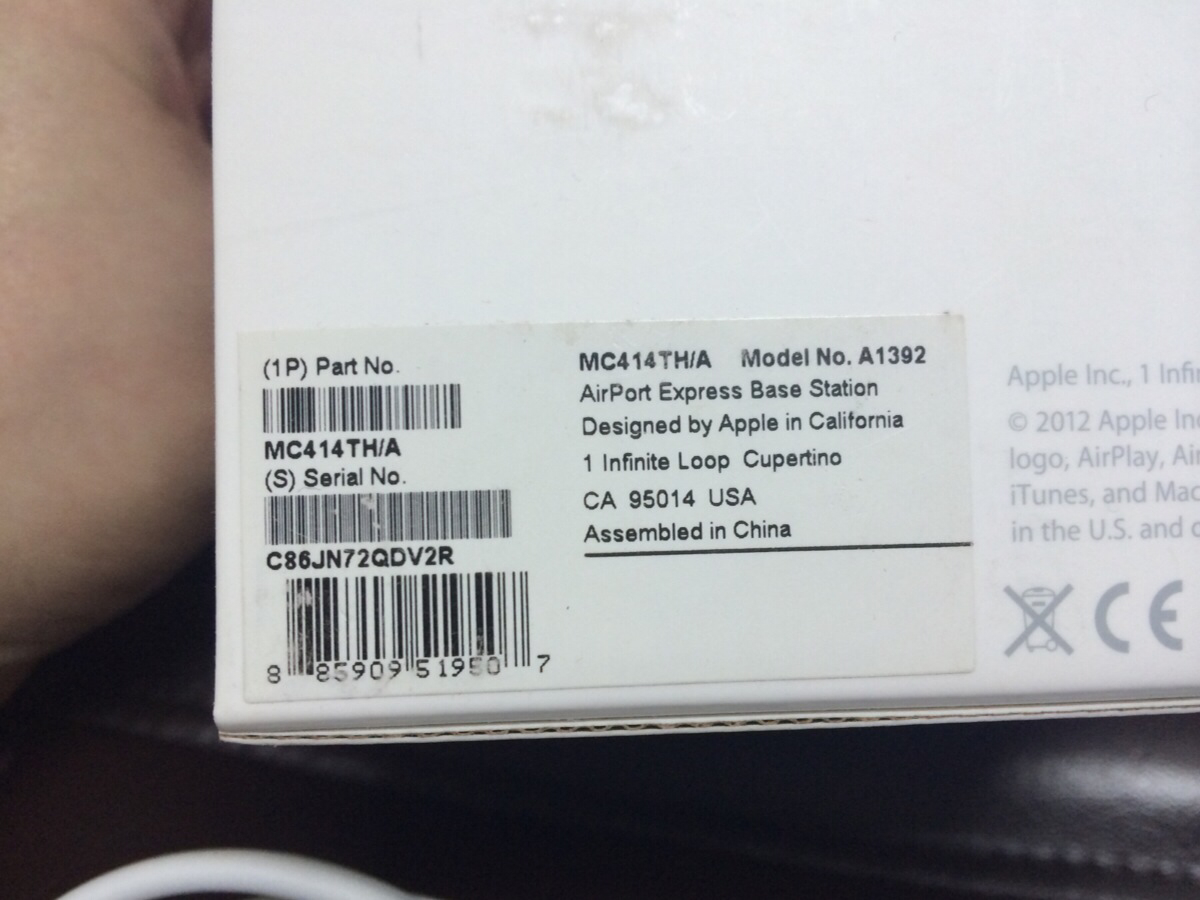 (1P) Part No.
MC414TH/A
(S) Serial No.
C86JN72QDV2R
8 85909 51950 7
MC414TH/A Model No. A1392
AirPort Express Base Station
Designed by Apple in California
1 Infinite Loop Cupertino
CA 95014 USA
Assembled in China
Apple Inc., 1 Infi
© 2012 Apple Inc
logo, AirPlay, Air
iTunes, and Mac
in the U.S. and
CE